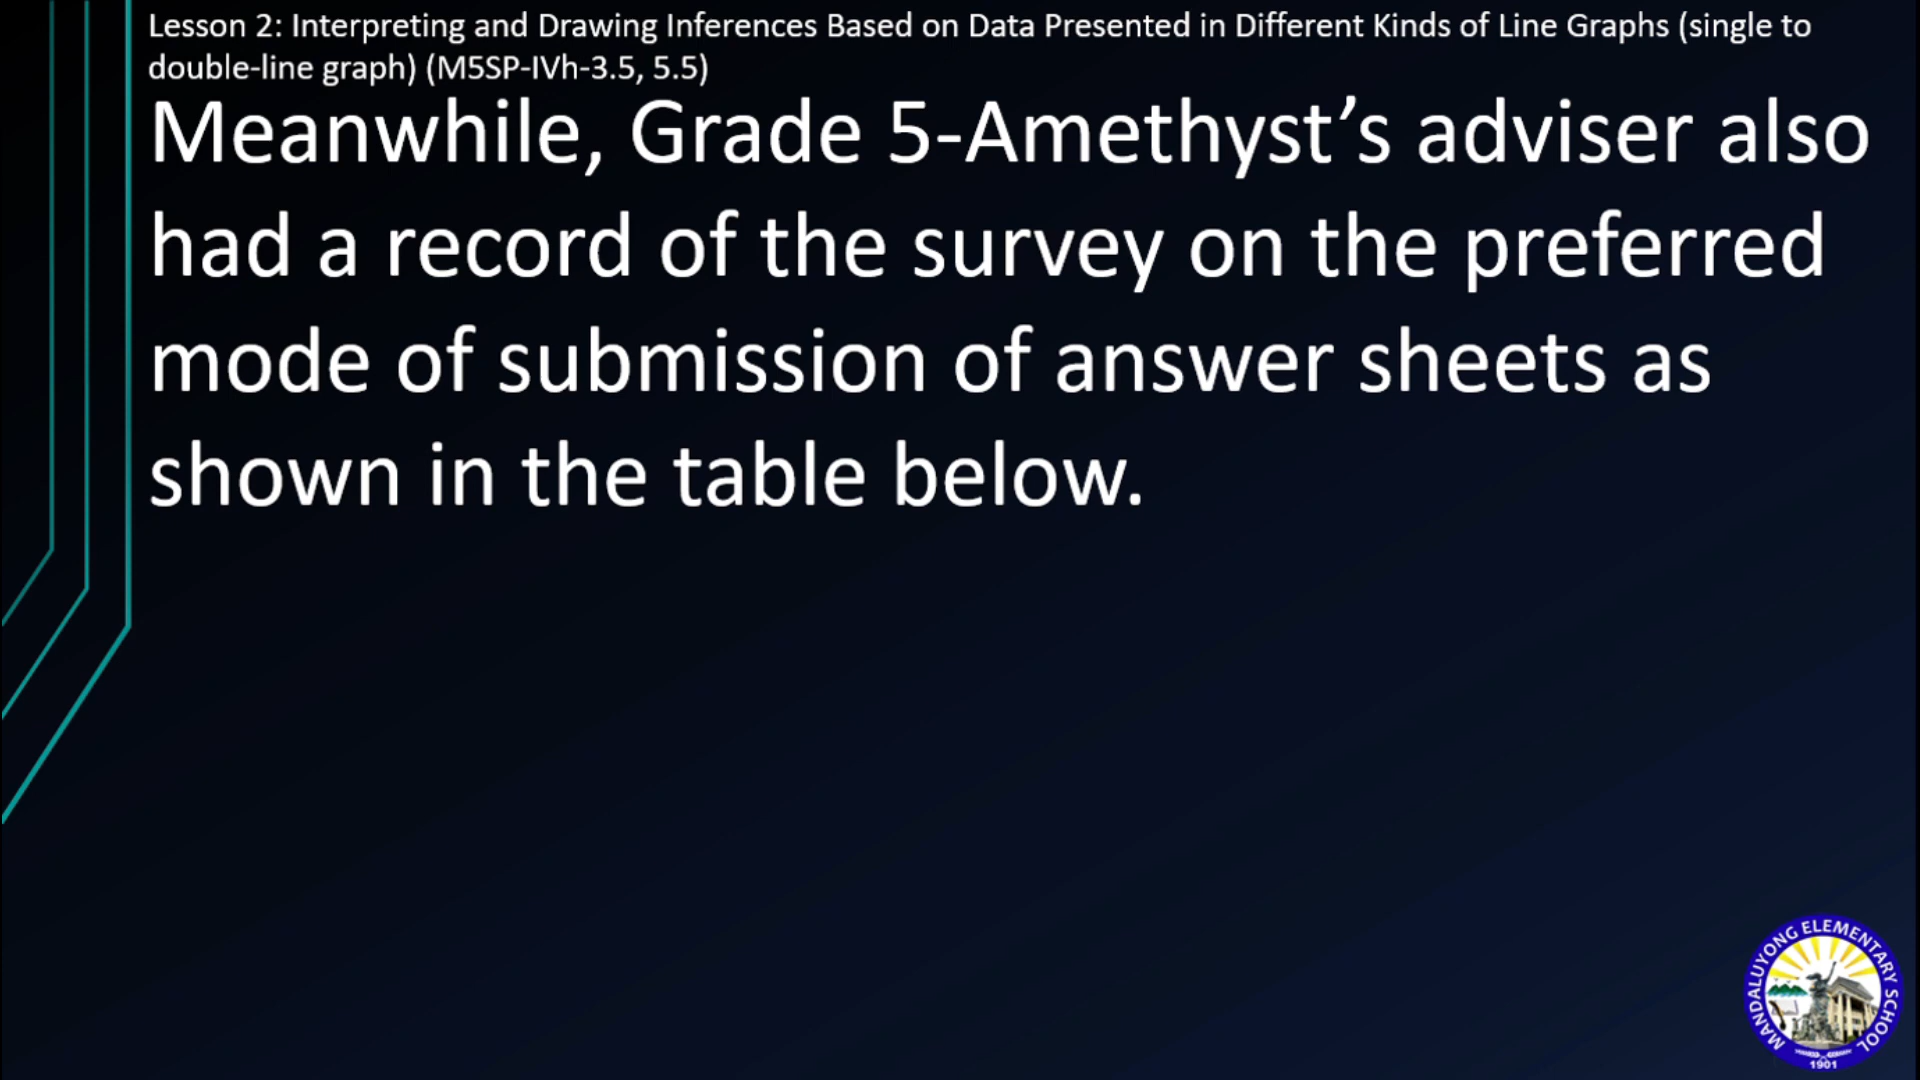 Lesson 2: Interpreting and Drawing Inferences Based on Data Presented in Different Kinds of Line Graphs (single to
double-line graph) (M5SP-IVh-3.5, 5.5)
Meanwhile, Grade 5-Amethyst’s adviser also
had a record of the survey on the preferred
mode of submission of answer sheets as
shown in the table below.
MANDALUYONG ELEMENTARY SCHOOL
1901